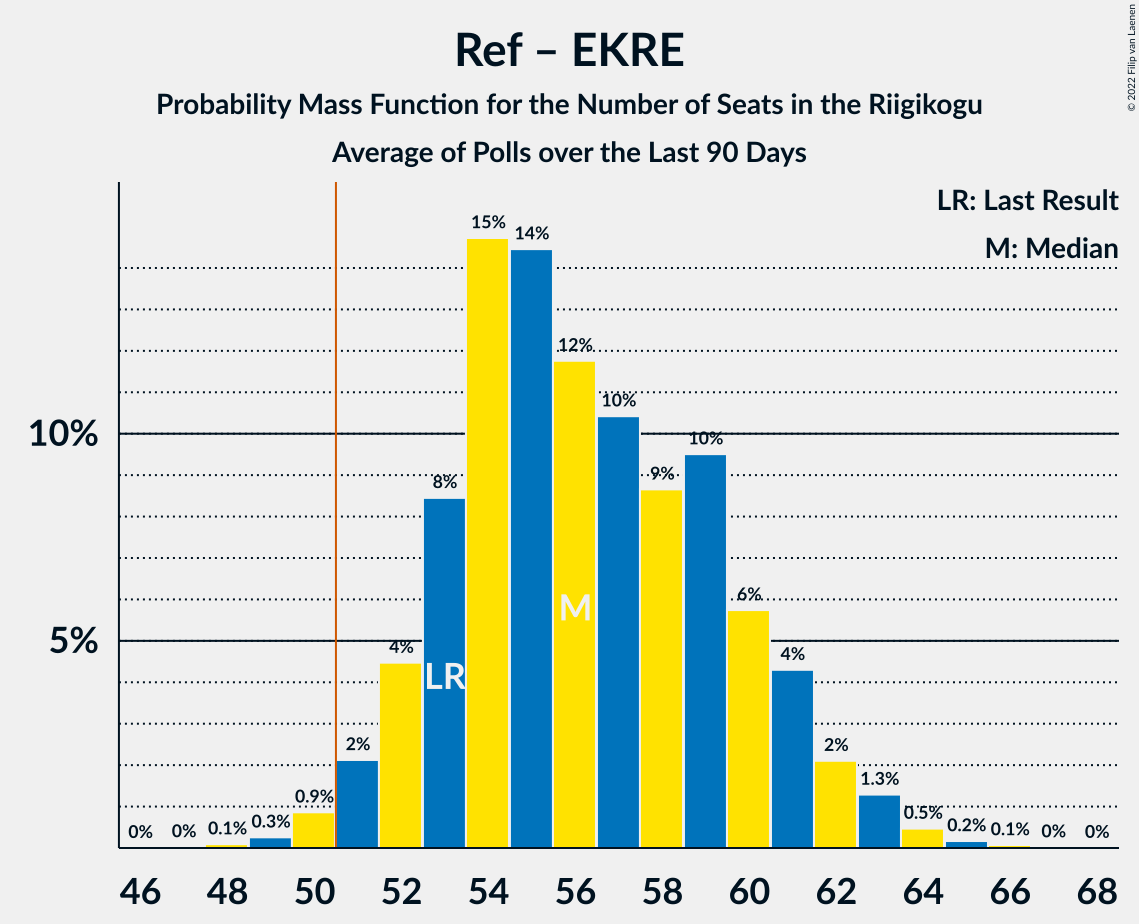 Ref – EKRE
Probability Mass Function for the Number of Seats in the Riigikogu
Average of Polls over the Last 90 Days
© 2022 Filip van Laenen
LR: Last Result
M: Median
15%
14%
12%
10%
10%
10%
9%
8%
M
6%
5%
4%
LR
4%
2%
2%
1.3%
0.9%
0.5%
0.3%
0.2%
0.1%
0.1%
0%
0%
0%
0%
46 48 50 52 54 56 58 60 62 64 66 68